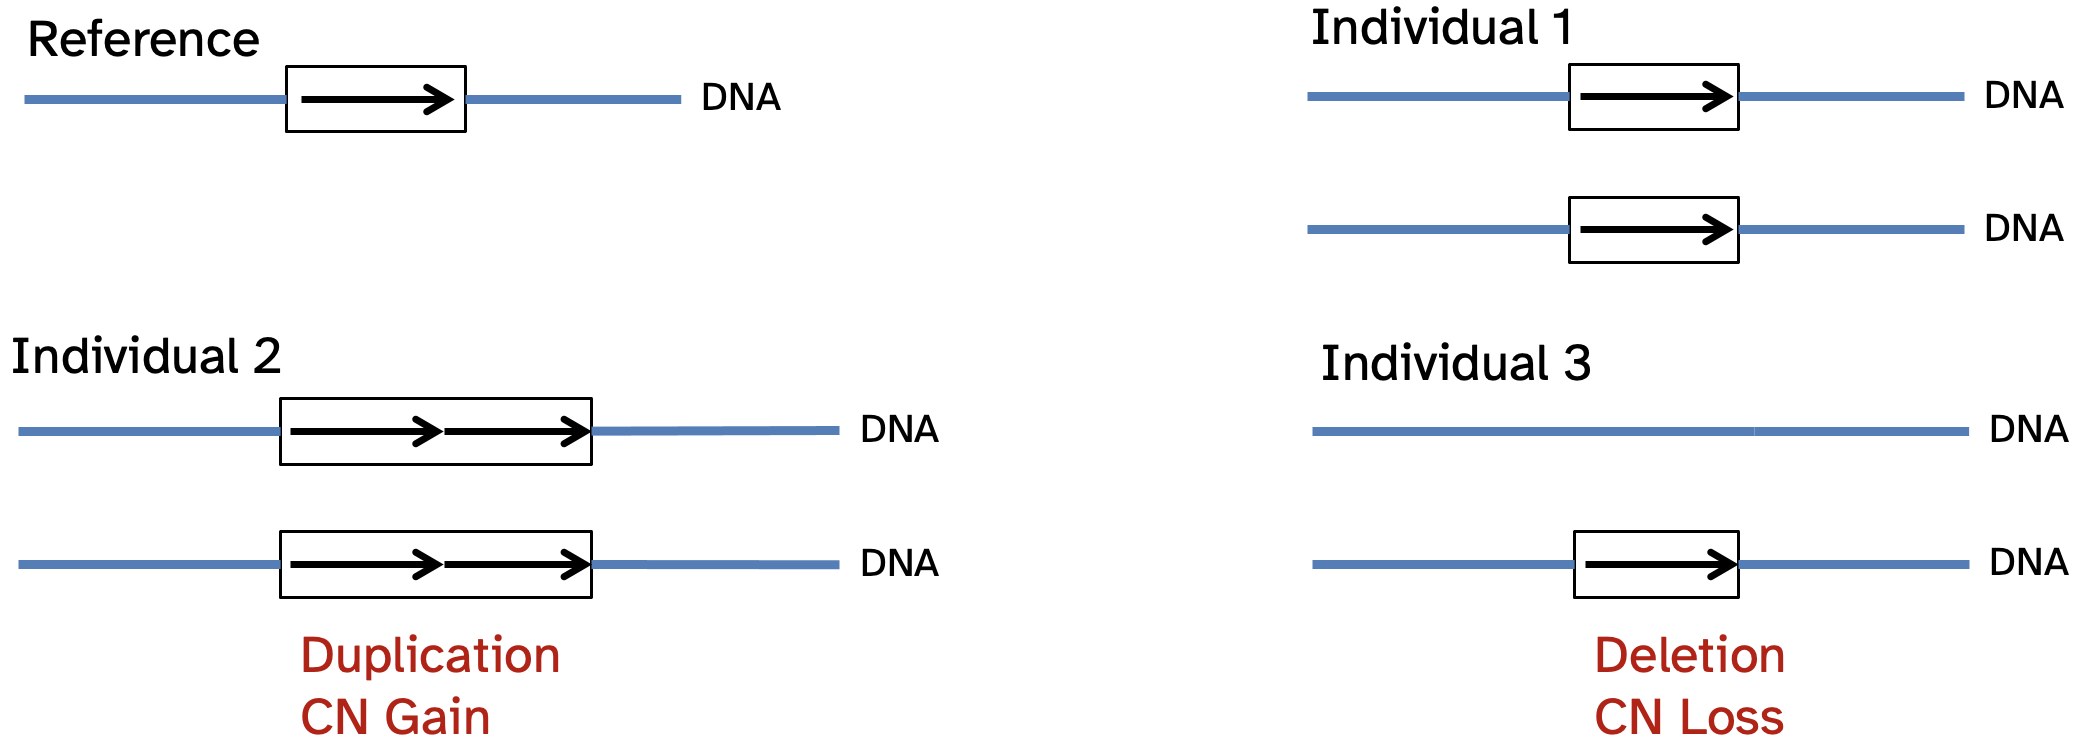 Reference
DNA
Individual 1
DNA
DNA
Individual 2
DNA
DNA
Duplication
CN Gain
Individual 3
DNA
DNA
Deletion
CN Loss